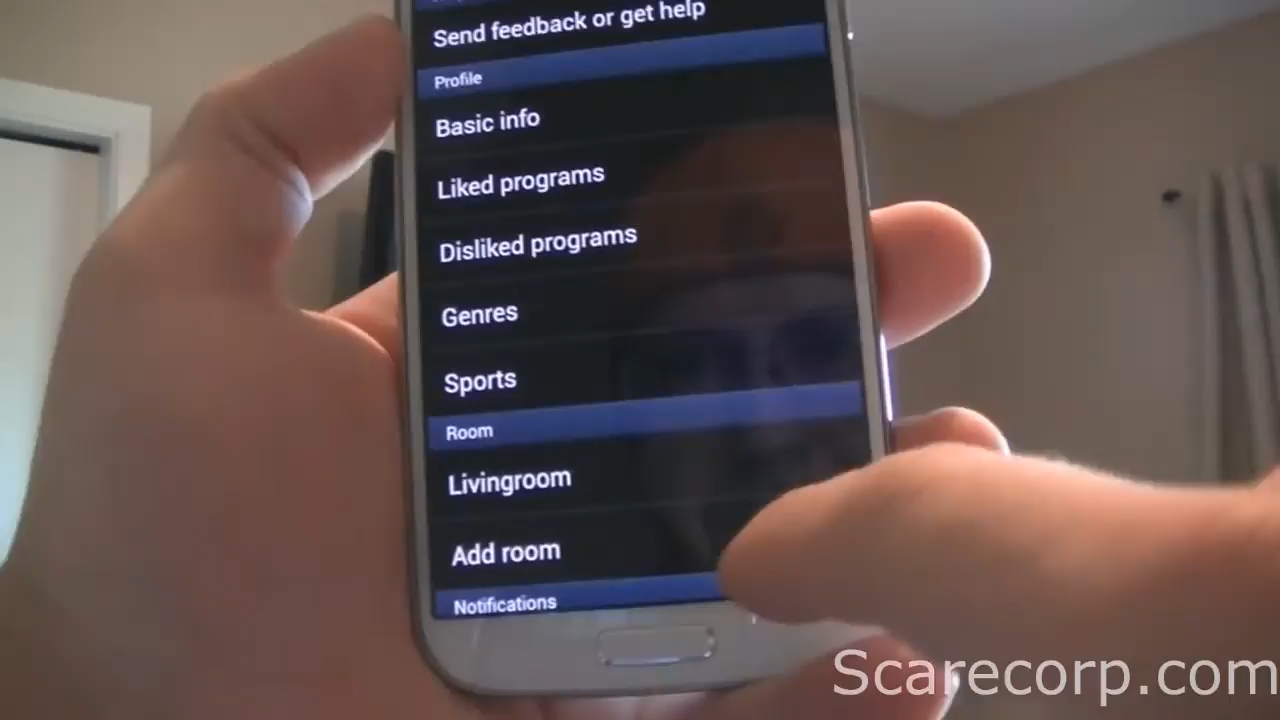 Send feedback or get help
Profile
Basic info
Liked programs
Disliked programs
Genres
Sports
Room
Livingroom
Add room
Notifications
Scarecorp.com